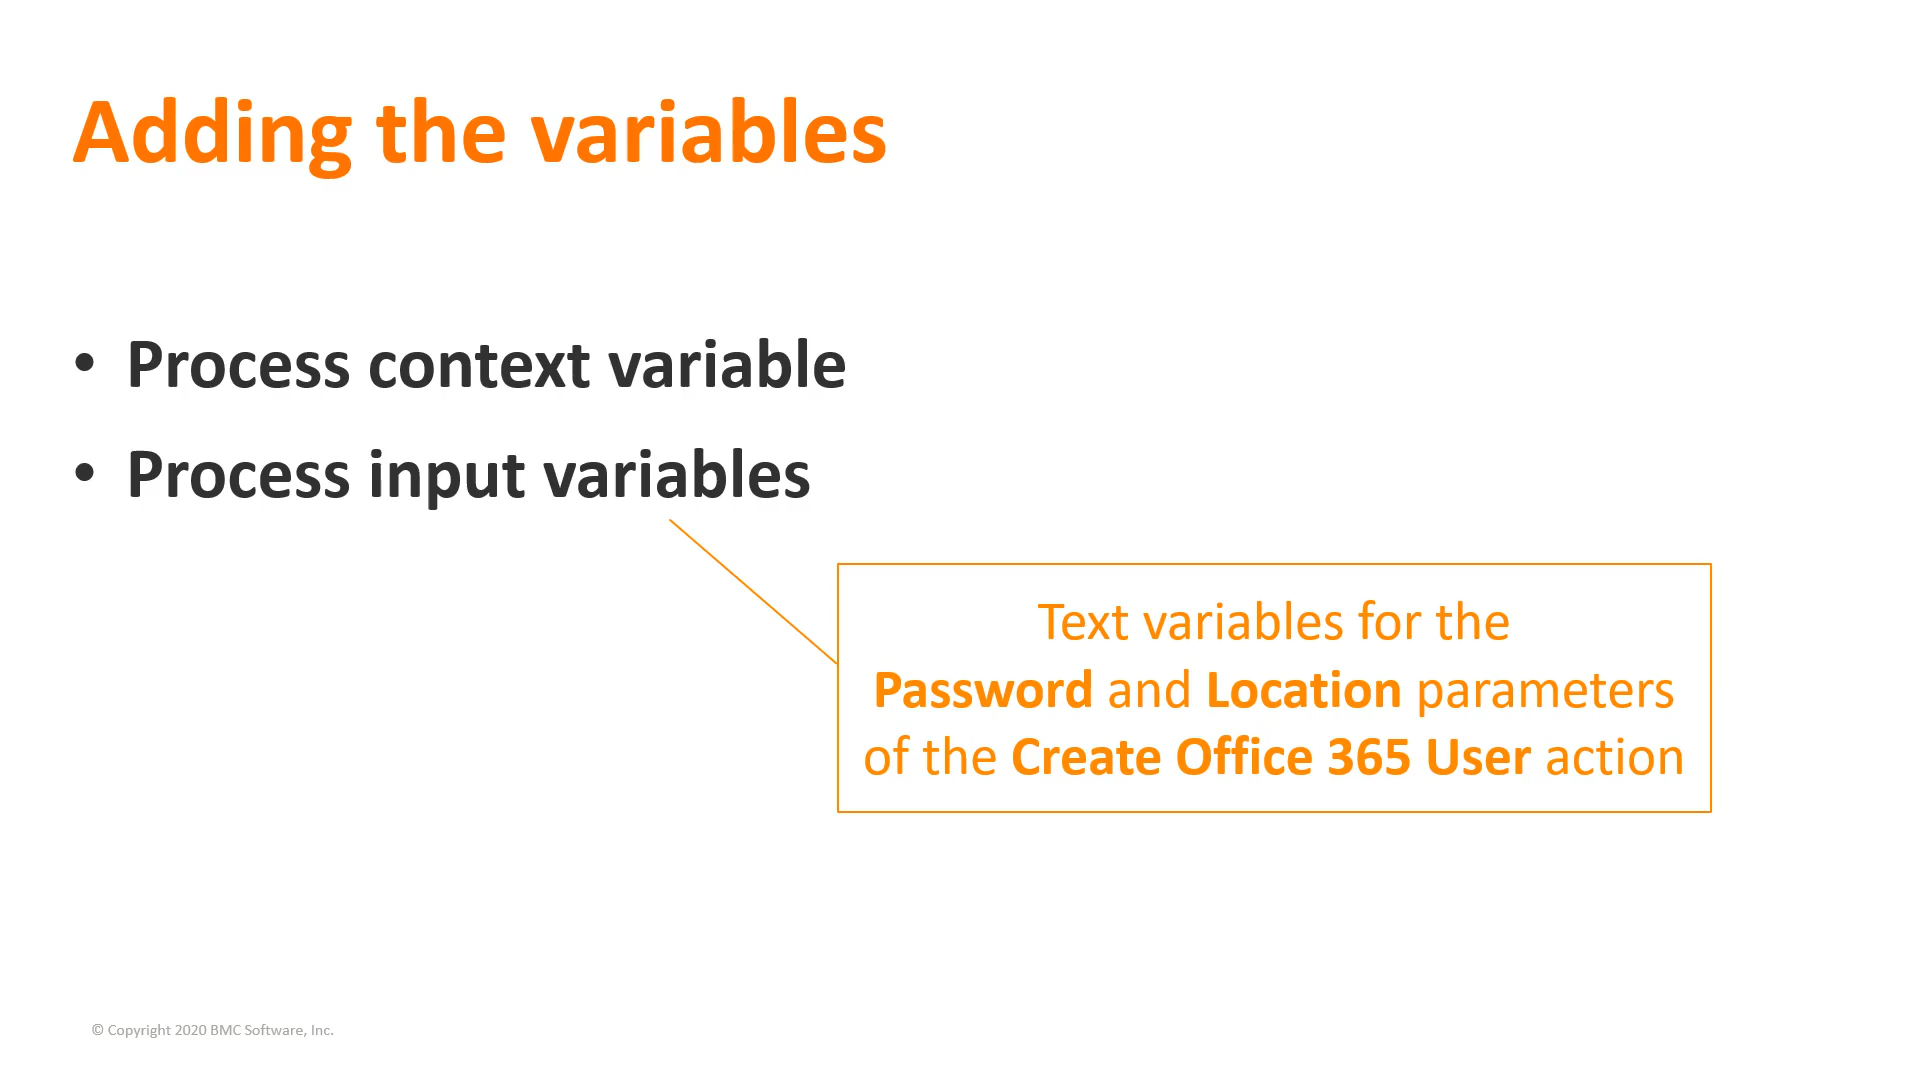 Adding the variables
• Process context variable
• Process input variables
Text variables for the
Password and Location parameters
of the Create Office 365 User action
© Copyright 2020 BMC Software, Inc.